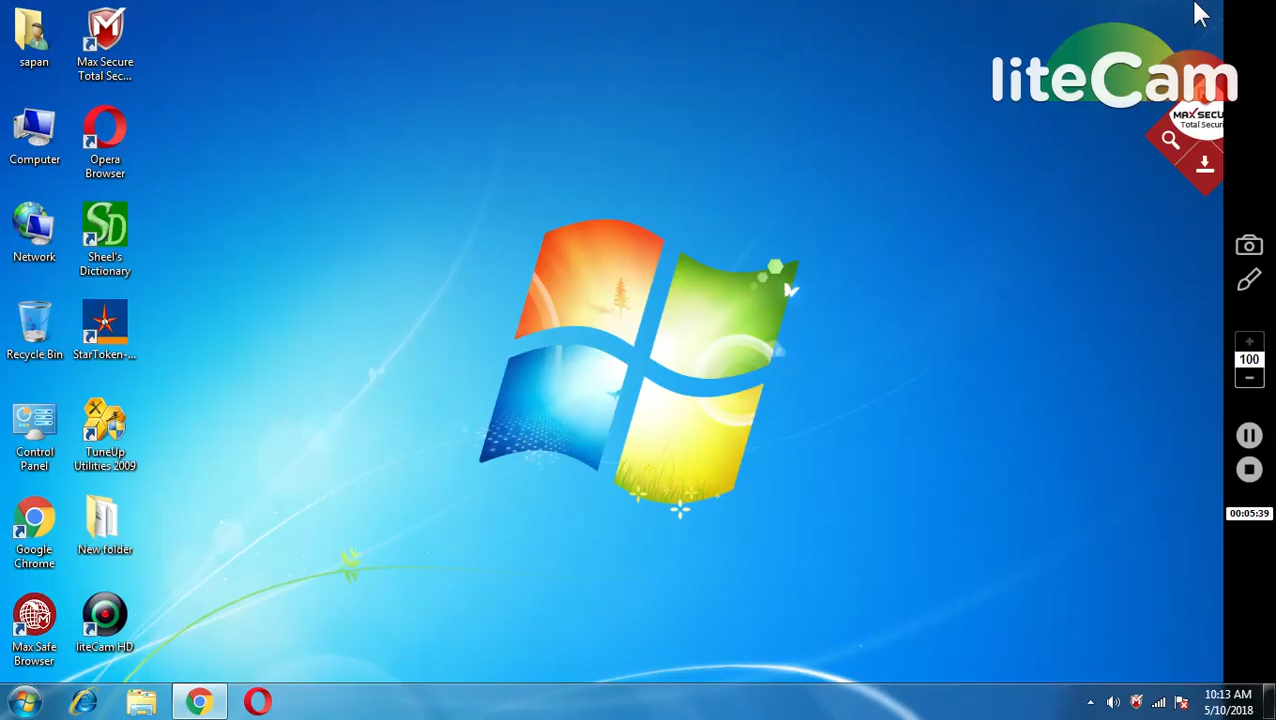 sapan
Max Secure
Total Sec...
liteCam
MAX SECU
Total Securi
Computer
Opera
Browser
Network
Sheel's
Dictionary
Recycle Bin
StarToken-...
100
Control
Panel
TuneUp
Utilities 2009
00:05:39
Google
Chrome
New folder
Max Safe
Browser
liteCam HD
10:13 AM
5/10/2018